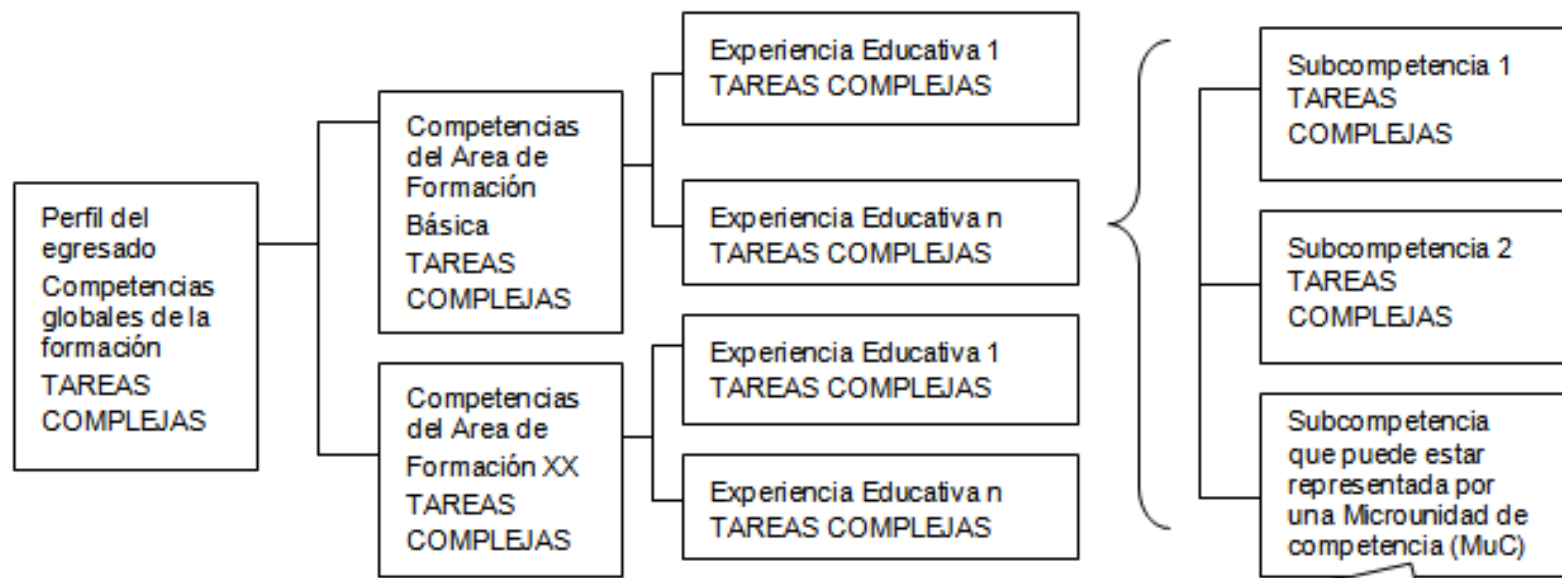 Perfil del
egresado
Competencias
globales de la
formación
TAREAS
COMPLEJAS
Competencias
del Area de
Formación
Básica
TAREAS
COMPLEJAS
Competencias
del Area de
Formación XX
TAREAS
COMPLEJAS
Experiencia Educativa 1
TAREAS COMPLEJAS
Experiencia Educativa n
TAREAS COMPLEJAS
Experiencia Educativa 1
TAREAS COMPLEJAS
Experiencia Educativa n
TAREAS COMPLEJAS
Subcompetencia 1
TAREAS
COMPLEJAS
Subcompetencia 2
TAREAS
COMPLEJAS
Subcompetencia
que puede estar
representada por
una Microunidad de
competencia (MuC)